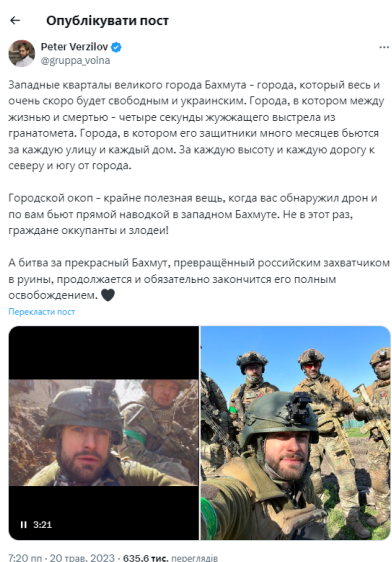 Опублікувати пост
Peter Verzilov
@gruppa_voina
Западные кварталы великого города Бахмута – города, который весь и
очень скоро будет свободным и украинским. Города, в котором между
жизнью и смертью – четыре секунды жужжащего выстрела из
гранатомета. Города, в котором его защитники много месяцев бьются
за каждую улицу и каждый дом. За каждую высоту и каждую дорогу к
северу и югу от города.
Городской окоп – крайне полезная вещь, когда вас обнаружил дрон и
по вам бьют прямой наводкой в западном Бахмуте. Не в этот раз,
граждане оккупанты и злодеи!
А битва за прекрасный Бахмут, превращённый российским захватчиком
в руины, продолжается и обязательно закончится его полным
освобождением. 🖤
Перекласти пост
3:21
7:20 пп · 20 трав. 2023 · 635,6 тис. переглядів